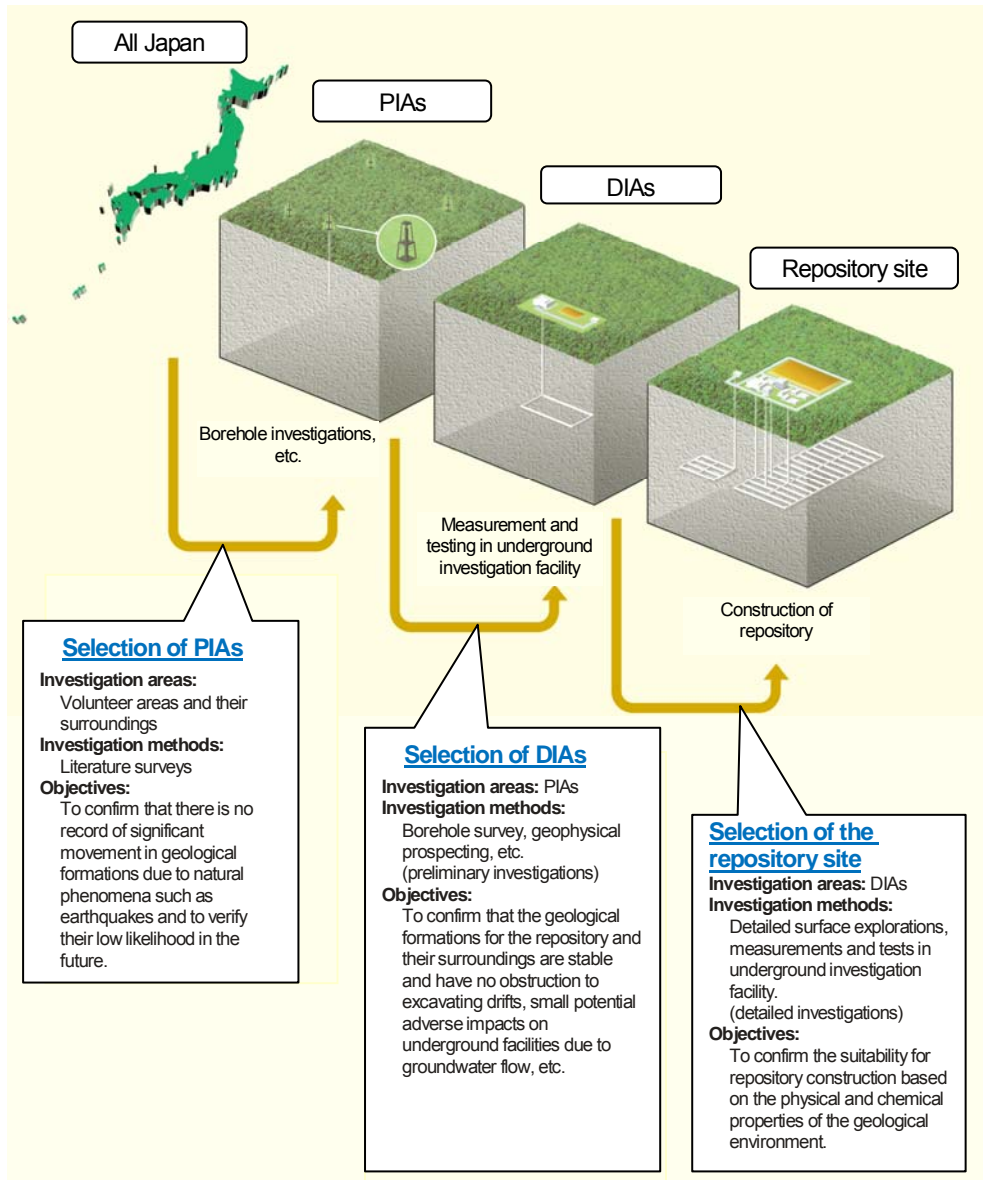 All Japan
PIAs
DIAs
Repository site
Borehole investigations,
etc.
Measurement and
testing in underground
investigation facility
Construction of
repository
Selection of PIAs
Investigation areas:
Volunteer areas and their
surroundings
Investigation methods:
Literature surveys
Objectives:
To confirm that there is no
record of significant
movement in geological
formations due to natural
phenomena such as
earthquakes and to verify
their low likelihood in the
future.
Selection of DIAs
Investigation areas: PIAs
Investigation methods:
Borehole survey, geophysical
prospecting, etc.
(preliminary investigations)
Objectives:
To confirm that the geological
formations for the repository and
their surroundings are stable
and have no obstruction to
excavating drifts, small potential
adverse impacts on
underground facilities due to
groundwater flow, etc.
Selection of the
repository site
Investigation areas: DIAs
Investigation methods:
Detailed surface explorations,
measurements and tests in
underground investigation
facility.
(detailed investigations)
Objectives:
To confirm the suitability for
repository construction based
on the physical and chemical
properties of the geological
environment.